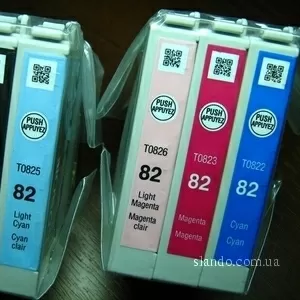 PUSH
APPUYEZ
T0825
82
Light
Cyan
Cyan
clair
PUSH
APPUYEZ
T0826
82
Light
Magenta
Magenta
clair
PUSH
APPUYEZ
T0823
82
Magenta
Magenta
PUSH
APPUYEZ
T0822
82
Cyan
Cyan
slando.com.ua